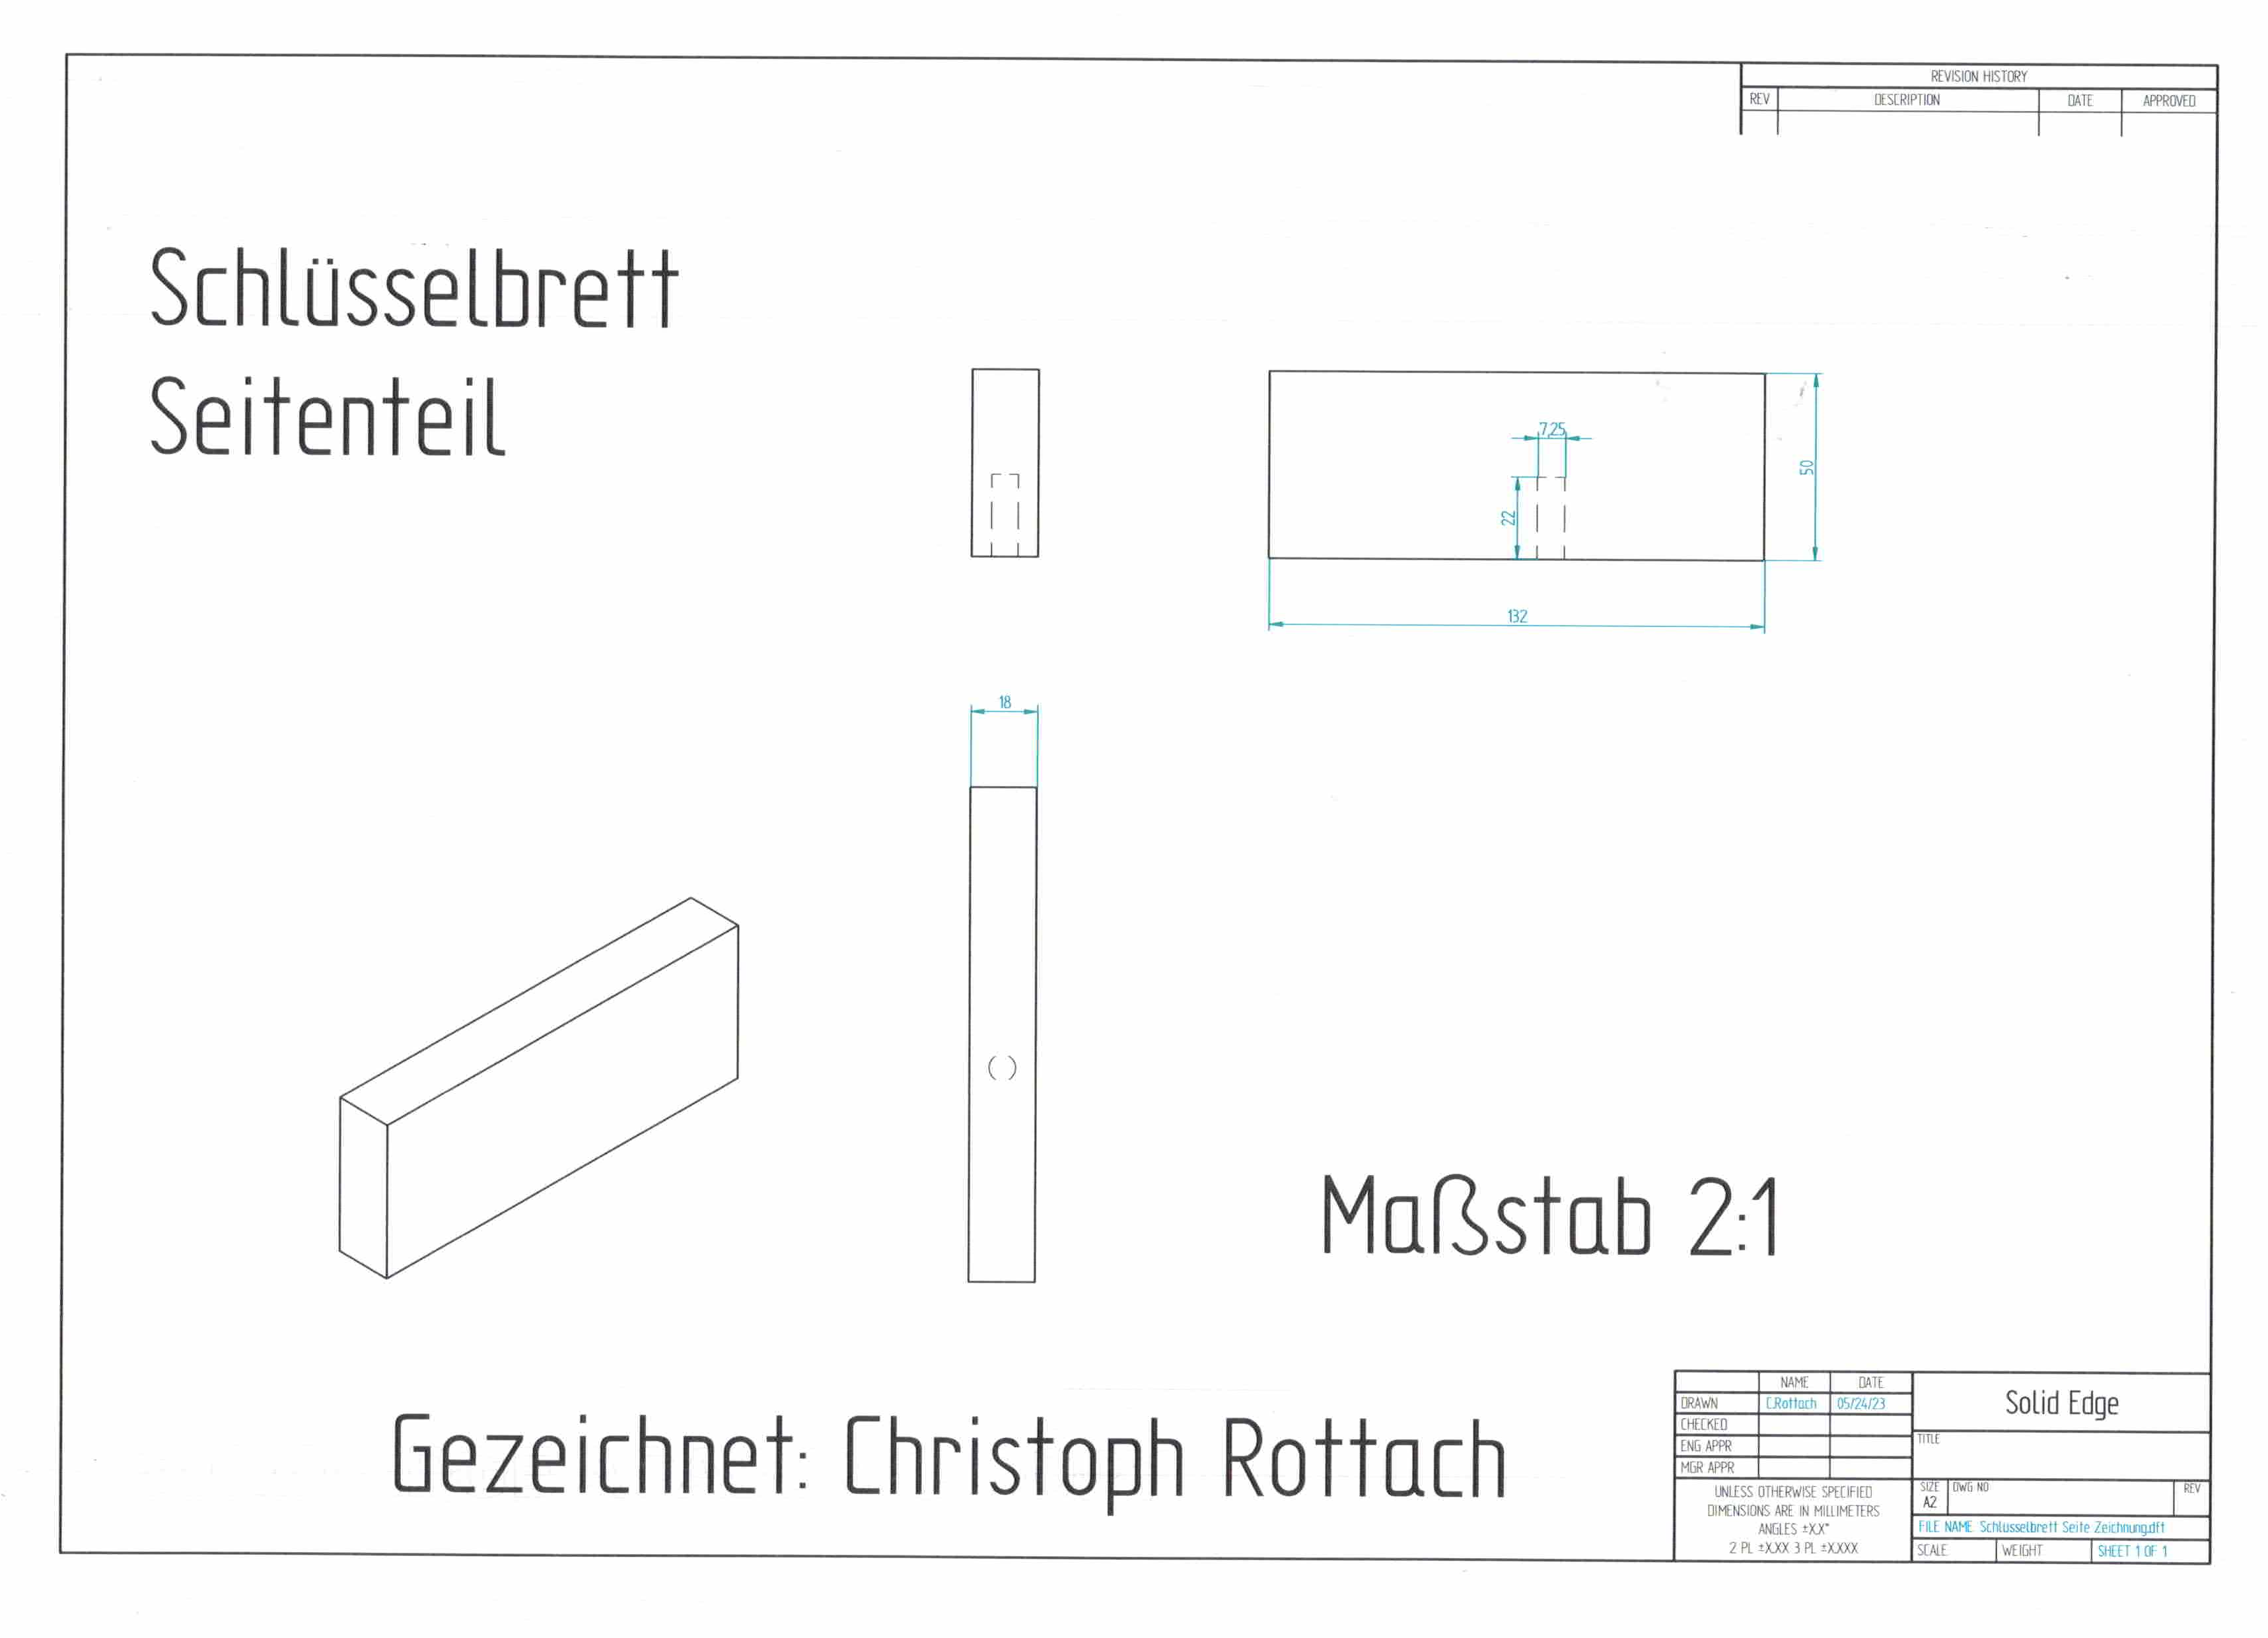 REVISION HISTORY
REV DESCRIPTION DATE APPROVED
Schlüsselbrett
Seitenteil
7,25
50
22
132
18
Maßstab 2:1
Gezeichnet: Christoph Rottach
NAME DATE
DRAWN C.Rottach 05/24/23
CHECKED
ENG APPR
MGR APPR
UNLESS OTHERWISE SPECIFIED
DIMENSIONS ARE IN MILLIMETERS
ANGLES ±X.X°
2 PL ±X.XX 3 PL ±X.XXX
Solid Edge
TITLE
SIZE DWG NO REV
A2
FILE NAME: Schlüsselbrett Seite Zeichnung.dft
SCALE: WEIGHT: SHEET 1 OF 1